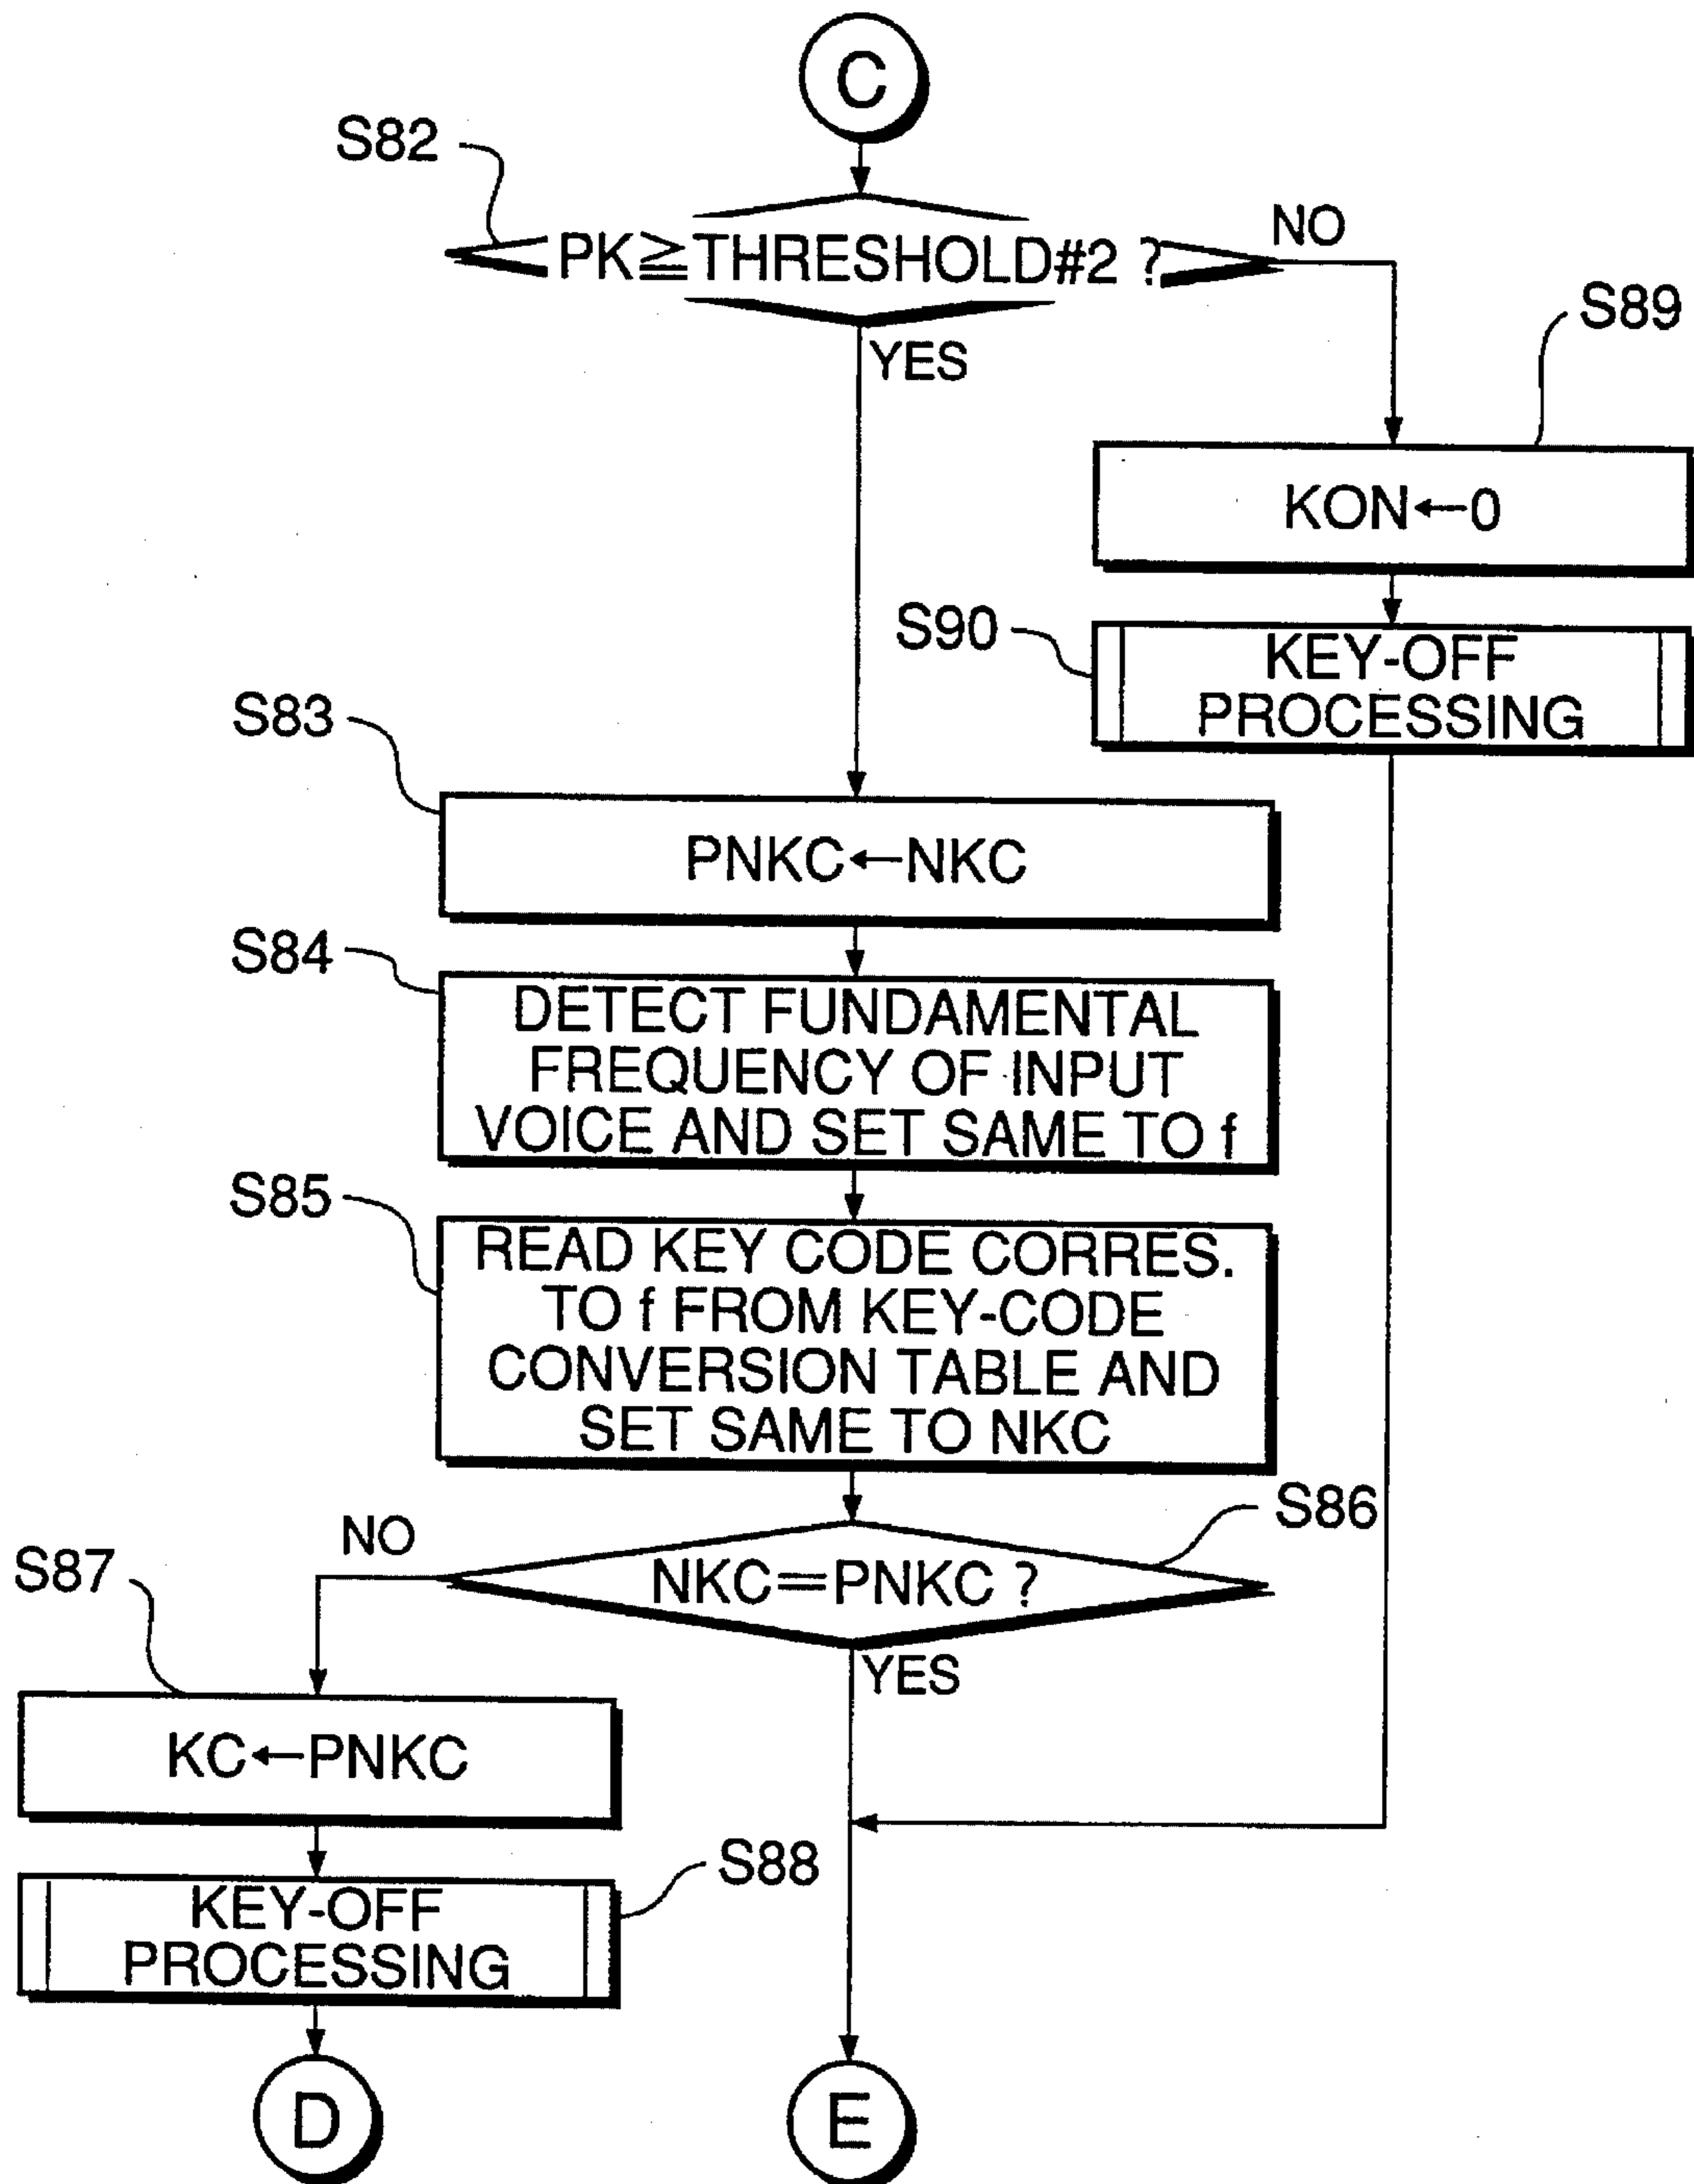 C
S82
PK≧THRESHOLD#2 ?
NO
YES
S89
KON←0
S90
KEY-OFF
PROCESSING
S83
PNKC←NKC
S84
DETECT FUNDAMENTAL
FREQUENCY OF INPUT
VOICE AND SET SAME TO f
S85
READ KEY CODE CORRES.
TO f FROM KEY-CODE
CONVERSION TABLE AND
SET SAME TO NKC
S86
NO
NKC=PNKC ?
YES
S87
KC←PNKC
S88
KEY-OFF
PROCESSING
D
E